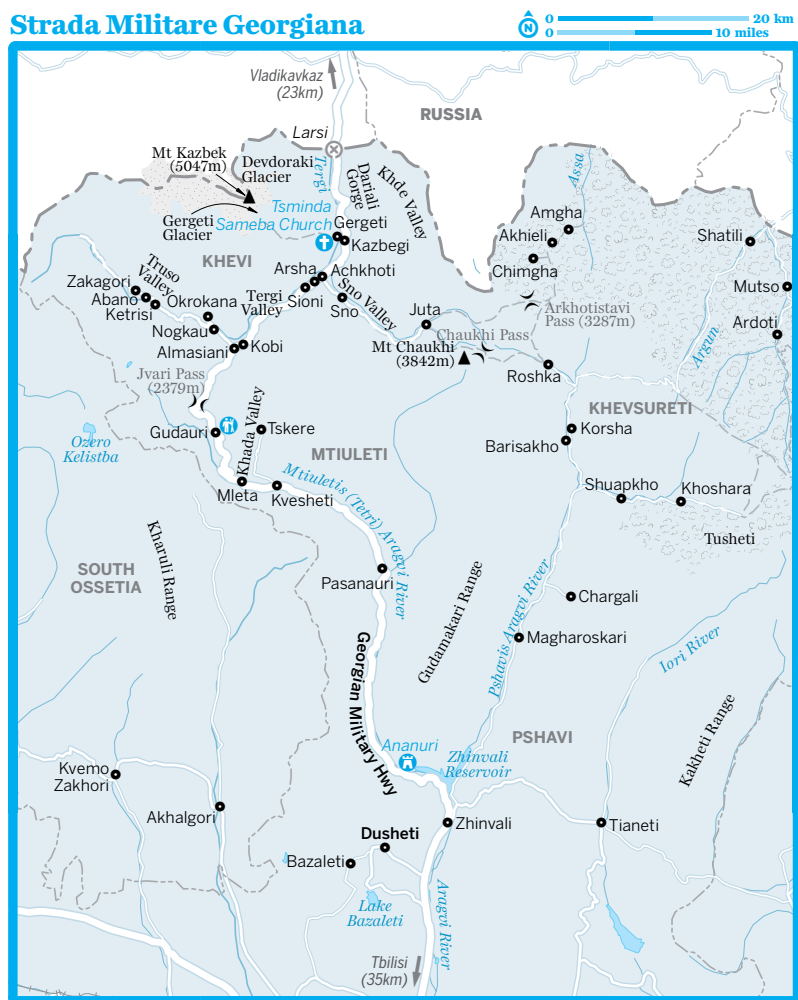 Strada Militare Georgiana
N
0
20 km
0
10 miles
Vladikavkaz
(23km)
RUSSIA
Larsi
Mt Kazbek
(5047m)
Devdoraki
Glacier
Tergi
Dariali
Gorge
Khde Valley
Assa
Tsminda
Sameba Church
Gergeti
Glacier
Gergeti
Kazbegi
Amgha
Akhieli
Chimgha
Shatili
KHEVI
Mutso
Zakagori
Abano
Ketrisi
Truso
Valley
Okrokana
Arsha
Achkhoti
Sioni
Tergi
Valley
Sno
Sno Valley
Juta
Arkhotistavi
Pass (3287m)
Ardoti
Argun
Nogkau
Almasiani
Kobi
Chaukhi Pass
Mt Chaukhi
(3842m)
Roshka
Jvari Pass
(2379m)
KHEVSURETI
Gudauri
Khada Valley
Tskere
Korsha
Barisakho
Ozero
Kelistba
MTIULETI
Mleta
Kvesheti
Mtiuletis (Tetri) Aragvi River
Shuapkho
Khoshara
Tusheti
Kharuli Range
SOUTH
OSSETIA
Pasanauri
Gudamakari Range
Pshavis Aragvi River
Chargali
Magharoskari
Iori River
Georgian Military Hwy
Kakheti Range
PSHAVI
Ananuri
Zhinvali
Reservoir
Kvemo
Zakhori
Akhalgori
Zhinvali
Tianeti
Dusheti
Bazaleti
Lake
Bazaleti
Aragvi River
Tbilisi
(35km)